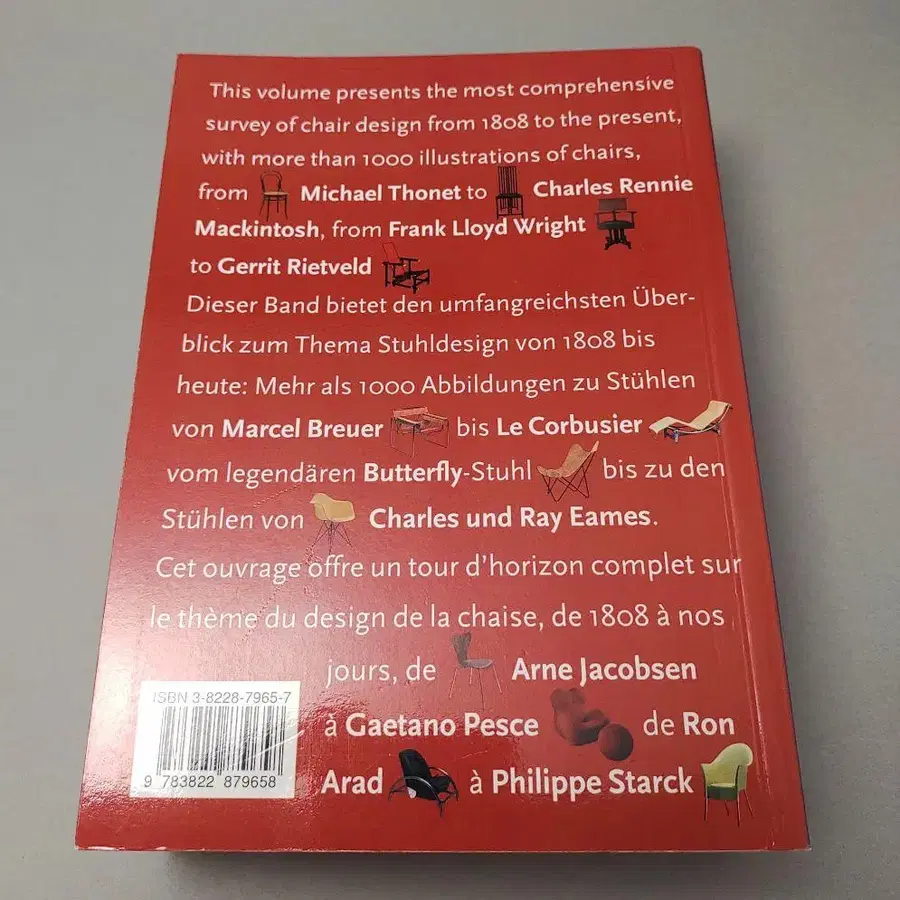 This volume presents the most comprehensive
survey of chair design from 1808 to the present,
with more than 1000 illustrations of chairs,
from Michael Thonet to Charles Rennie
Mackintosh, from Frank Lloyd Wright
to Gerrit Rietveld
Dieser Band bietet den umfangreichsten Über-
blick zum Thema Stuhldesign von 1808 bis
heute: Mehr als 1000 Abbildungen zu Stühlen
von Marcel Breuer bis Le Corbusier
vom legendären Butterfly-Stuhl bis zu den
Stühlen von Charles und Ray Eames.
Cet ouvrage offre un tour d'horizon complet sur
le thème du design de la chaise, de 1808 à nos
jours, de Arne Jacobsen
à Gaetano Pesce de Ron
Arad à Philippe Starck
ISBN 3-8228-7965-7
9 783822 879658